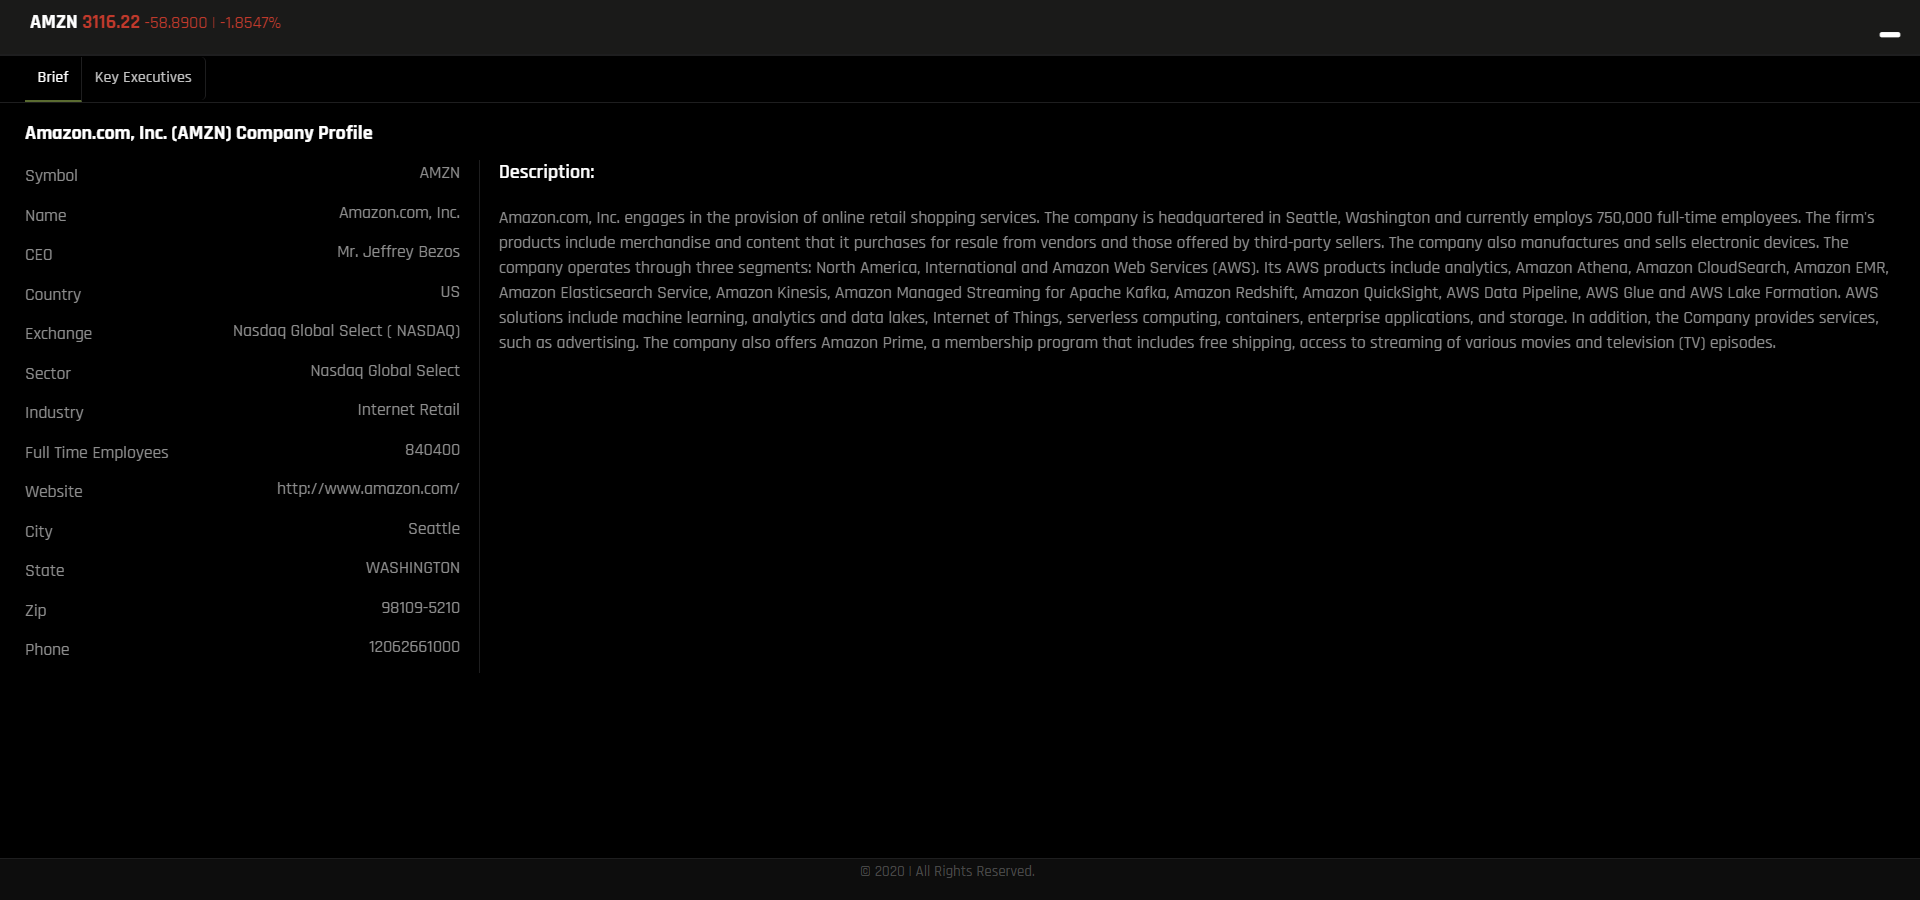 AMZN 3116.22 -58.8900 | -1.8547%
Brief Key Executives
Amazon.com, Inc. (AMZN) Company Profile
Symbol AMZN
Name Amazon.com, Inc.
CEO Mr. Jeffrey Bezos
Country US
Exchange Nasdaq Global Select ( NASDAQ)
Sector Nasdaq Global Select
Industry Internet Retail
Full Time Employees 840400
Website http://www.amazon.com/
City Seattle
State WASHINGTON
Zip 98109-5210
Phone 12062661000
Description:
Amazon.com, Inc. engages in the provision of online retail shopping services. The company is headquartered in Seattle, Washington and currently employs 750,000 full-time employees. The firm's
products include merchandise and content that it purchases for resale from vendors and those offered by third-party sellers. The company also manufactures and sells electronic devices. The
company operates through three segments: North America, International and Amazon Web Services (AWS). Its AWS products include analytics, Amazon Athena, Amazon CloudSearch, Amazon EMR,
Amazon Elasticsearch Service, Amazon Kinesis, Amazon Managed Streaming for Apache Kafka, Amazon Redshift, Amazon QuickSight, AWS Data Pipeline, AWS Glue and AWS Lake Formation. AWS
solutions include machine learning, analytics and data lakes, Internet of Things, serverless computing, containers, enterprise applications, and storage. In addition, the Company provides services,
such as advertising. The company also offers Amazon Prime, a membership program that includes free shipping, access to streaming of various movies and television (TV) episodes.
© 2020 | All Rights Reserved.